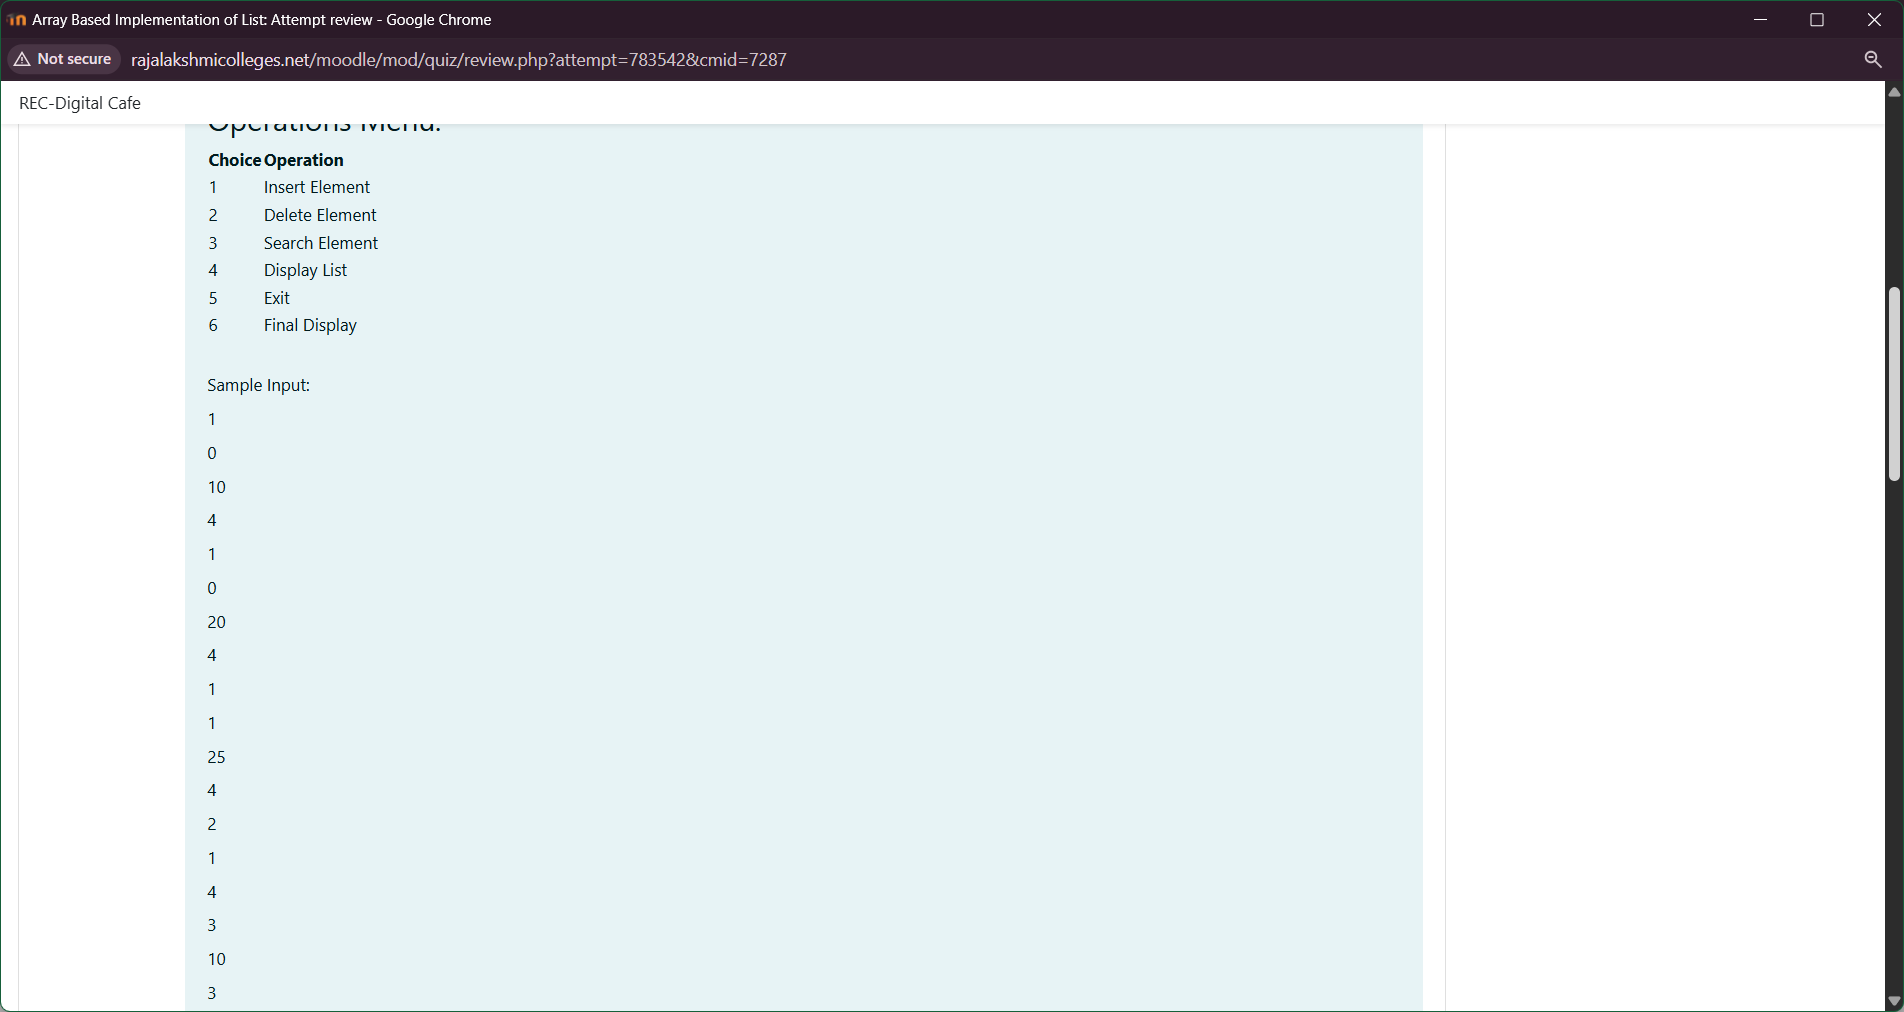 Array Based Implementation of List: Attempt review - Google Chrome
Not secure rajalakshmicolleges.net/moodle/mod/quiz/review.php?attempt=783542&cmid=7287
REC-Digital Cafe
Operations Menu:
Choice Operation
1 Insert Element
2 Delete Element
3 Search Element
4 Display List
5 Exit
6 Final Display
Sample Input:
1
0
10
4
1
0
20
4
1
1
25
4
2
1
4
3
10
3